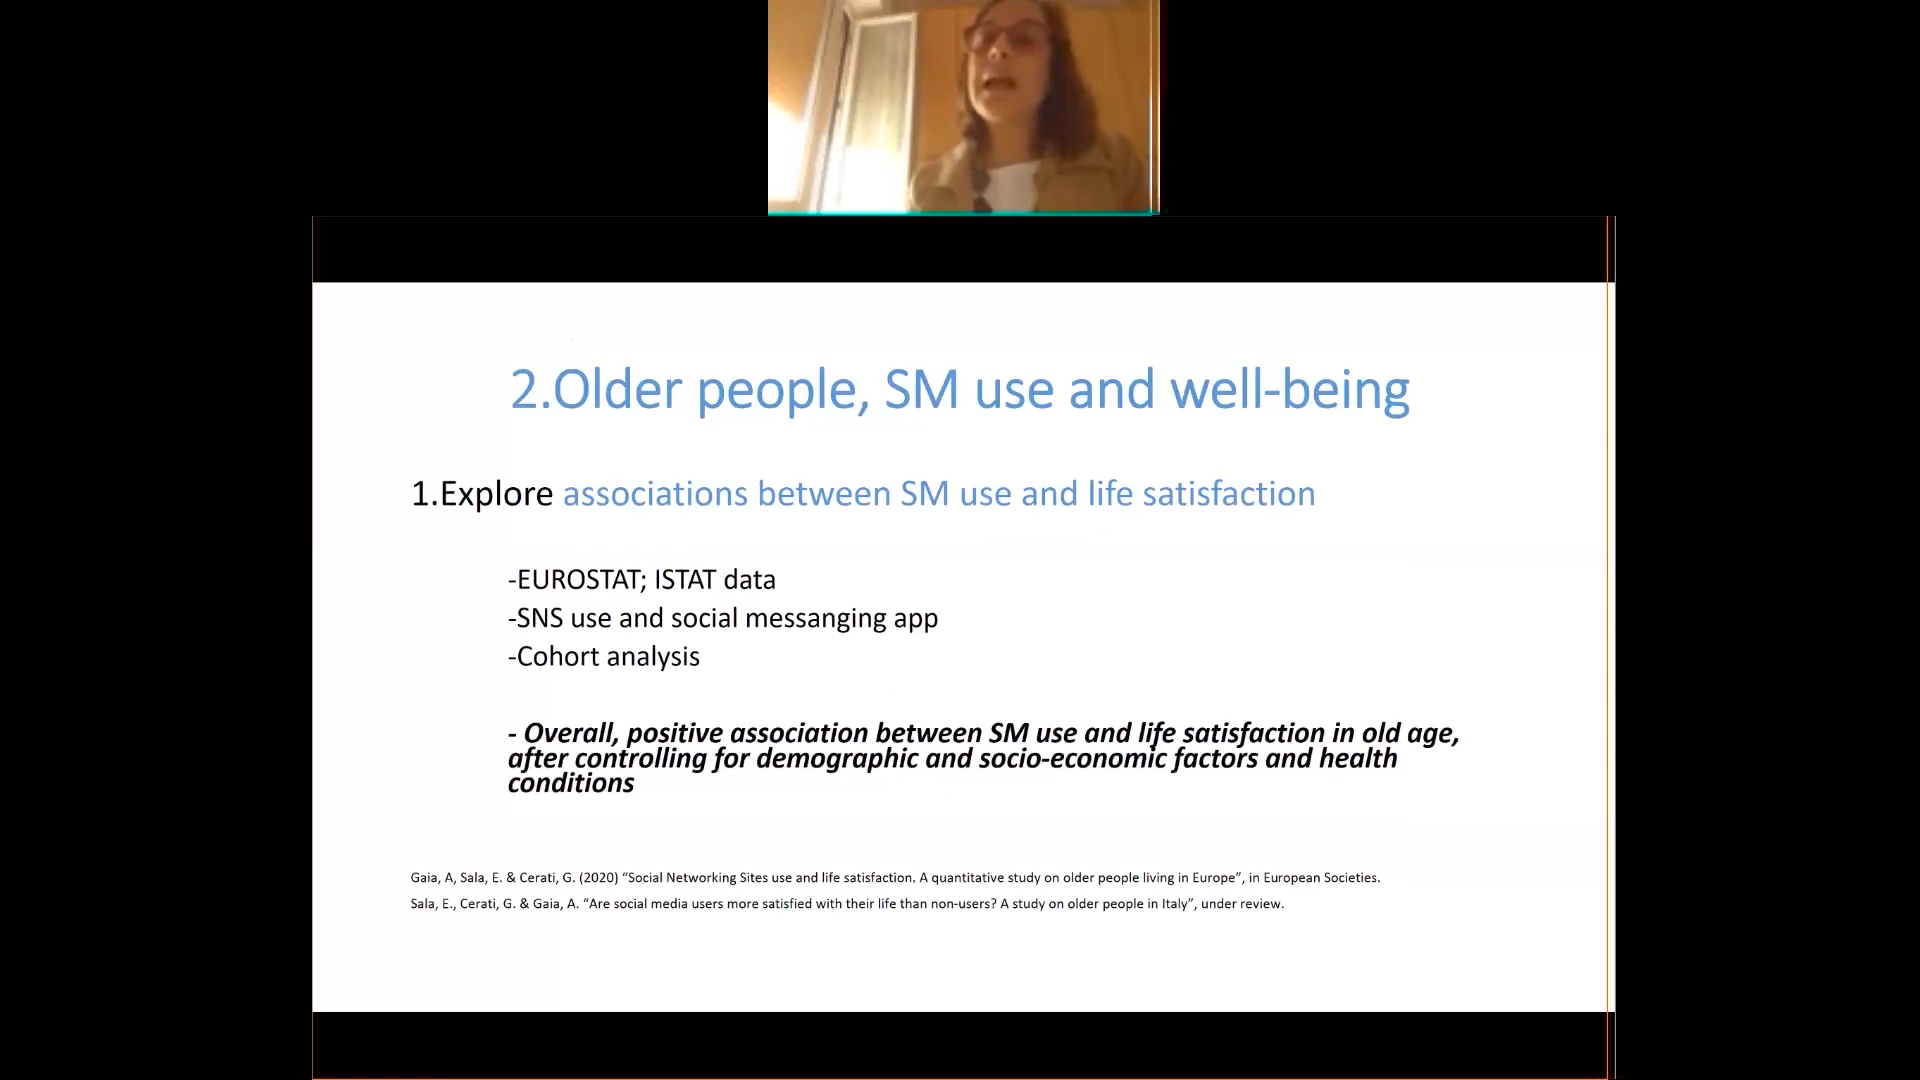 2.Older people, SM use and well-being
1.Explore associations between SM use and life satisfaction
-EUROSTAT; ISTAT data
-SNS use and social messanging app
-Cohort analysis
- Overall, positive association between SM use and life satisfaction in old age,
after controlling for demographic and socio-economic factors and health
conditions
Gaia, A, Sala, E. & Cerati, G. (2020) “Social Networking Sites use and life satisfaction. A quantitative study on older people living in Europe”, in European Societies.
Sala, E., Cerati, G. & Gaia, A. “Are social media users more satisfied with their life than non-users? A study on older people in Italy”, under review.